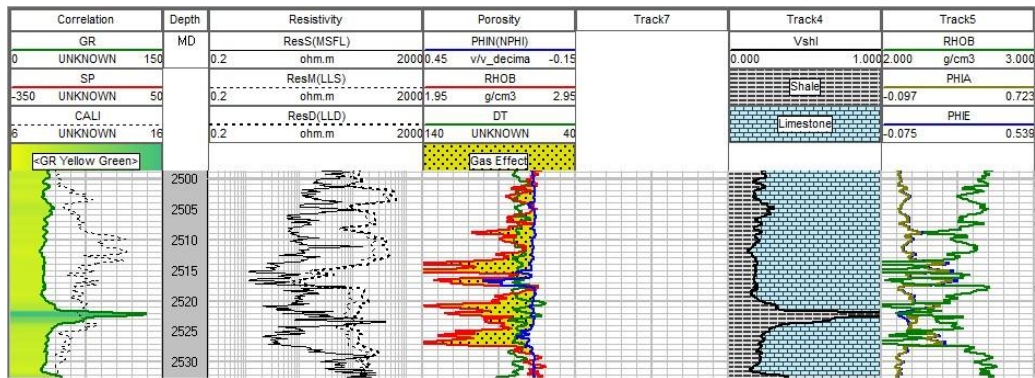 Correlation Depth Resistivity Porosity Track7 Track4 Track5
GR MD ResS(MSFL) PHIN(NPHI) Vshl RHOB
0 UNKNOWN 150 0.2 ohm.m 2000 0.45 v/v_decima -0.15 0.000 1.000 2.000 g/cm3 3.000
SP ResM(LLS) RHOB Shale PHIA
-350 UNKNOWN 50 0.2 ohm.m 2000 1.95 g/cm3 2.95 -0.097 0.723
CALI ResD(LLD) DT Limestone PHIE
6 UNKNOWN 16 0.2 ohm.m 2000 140 UNKNOWN 40 -0.075 0.539
<GR Yellow Green> Gas Effect
2500
2505
2510
2515
2520
2525
2530